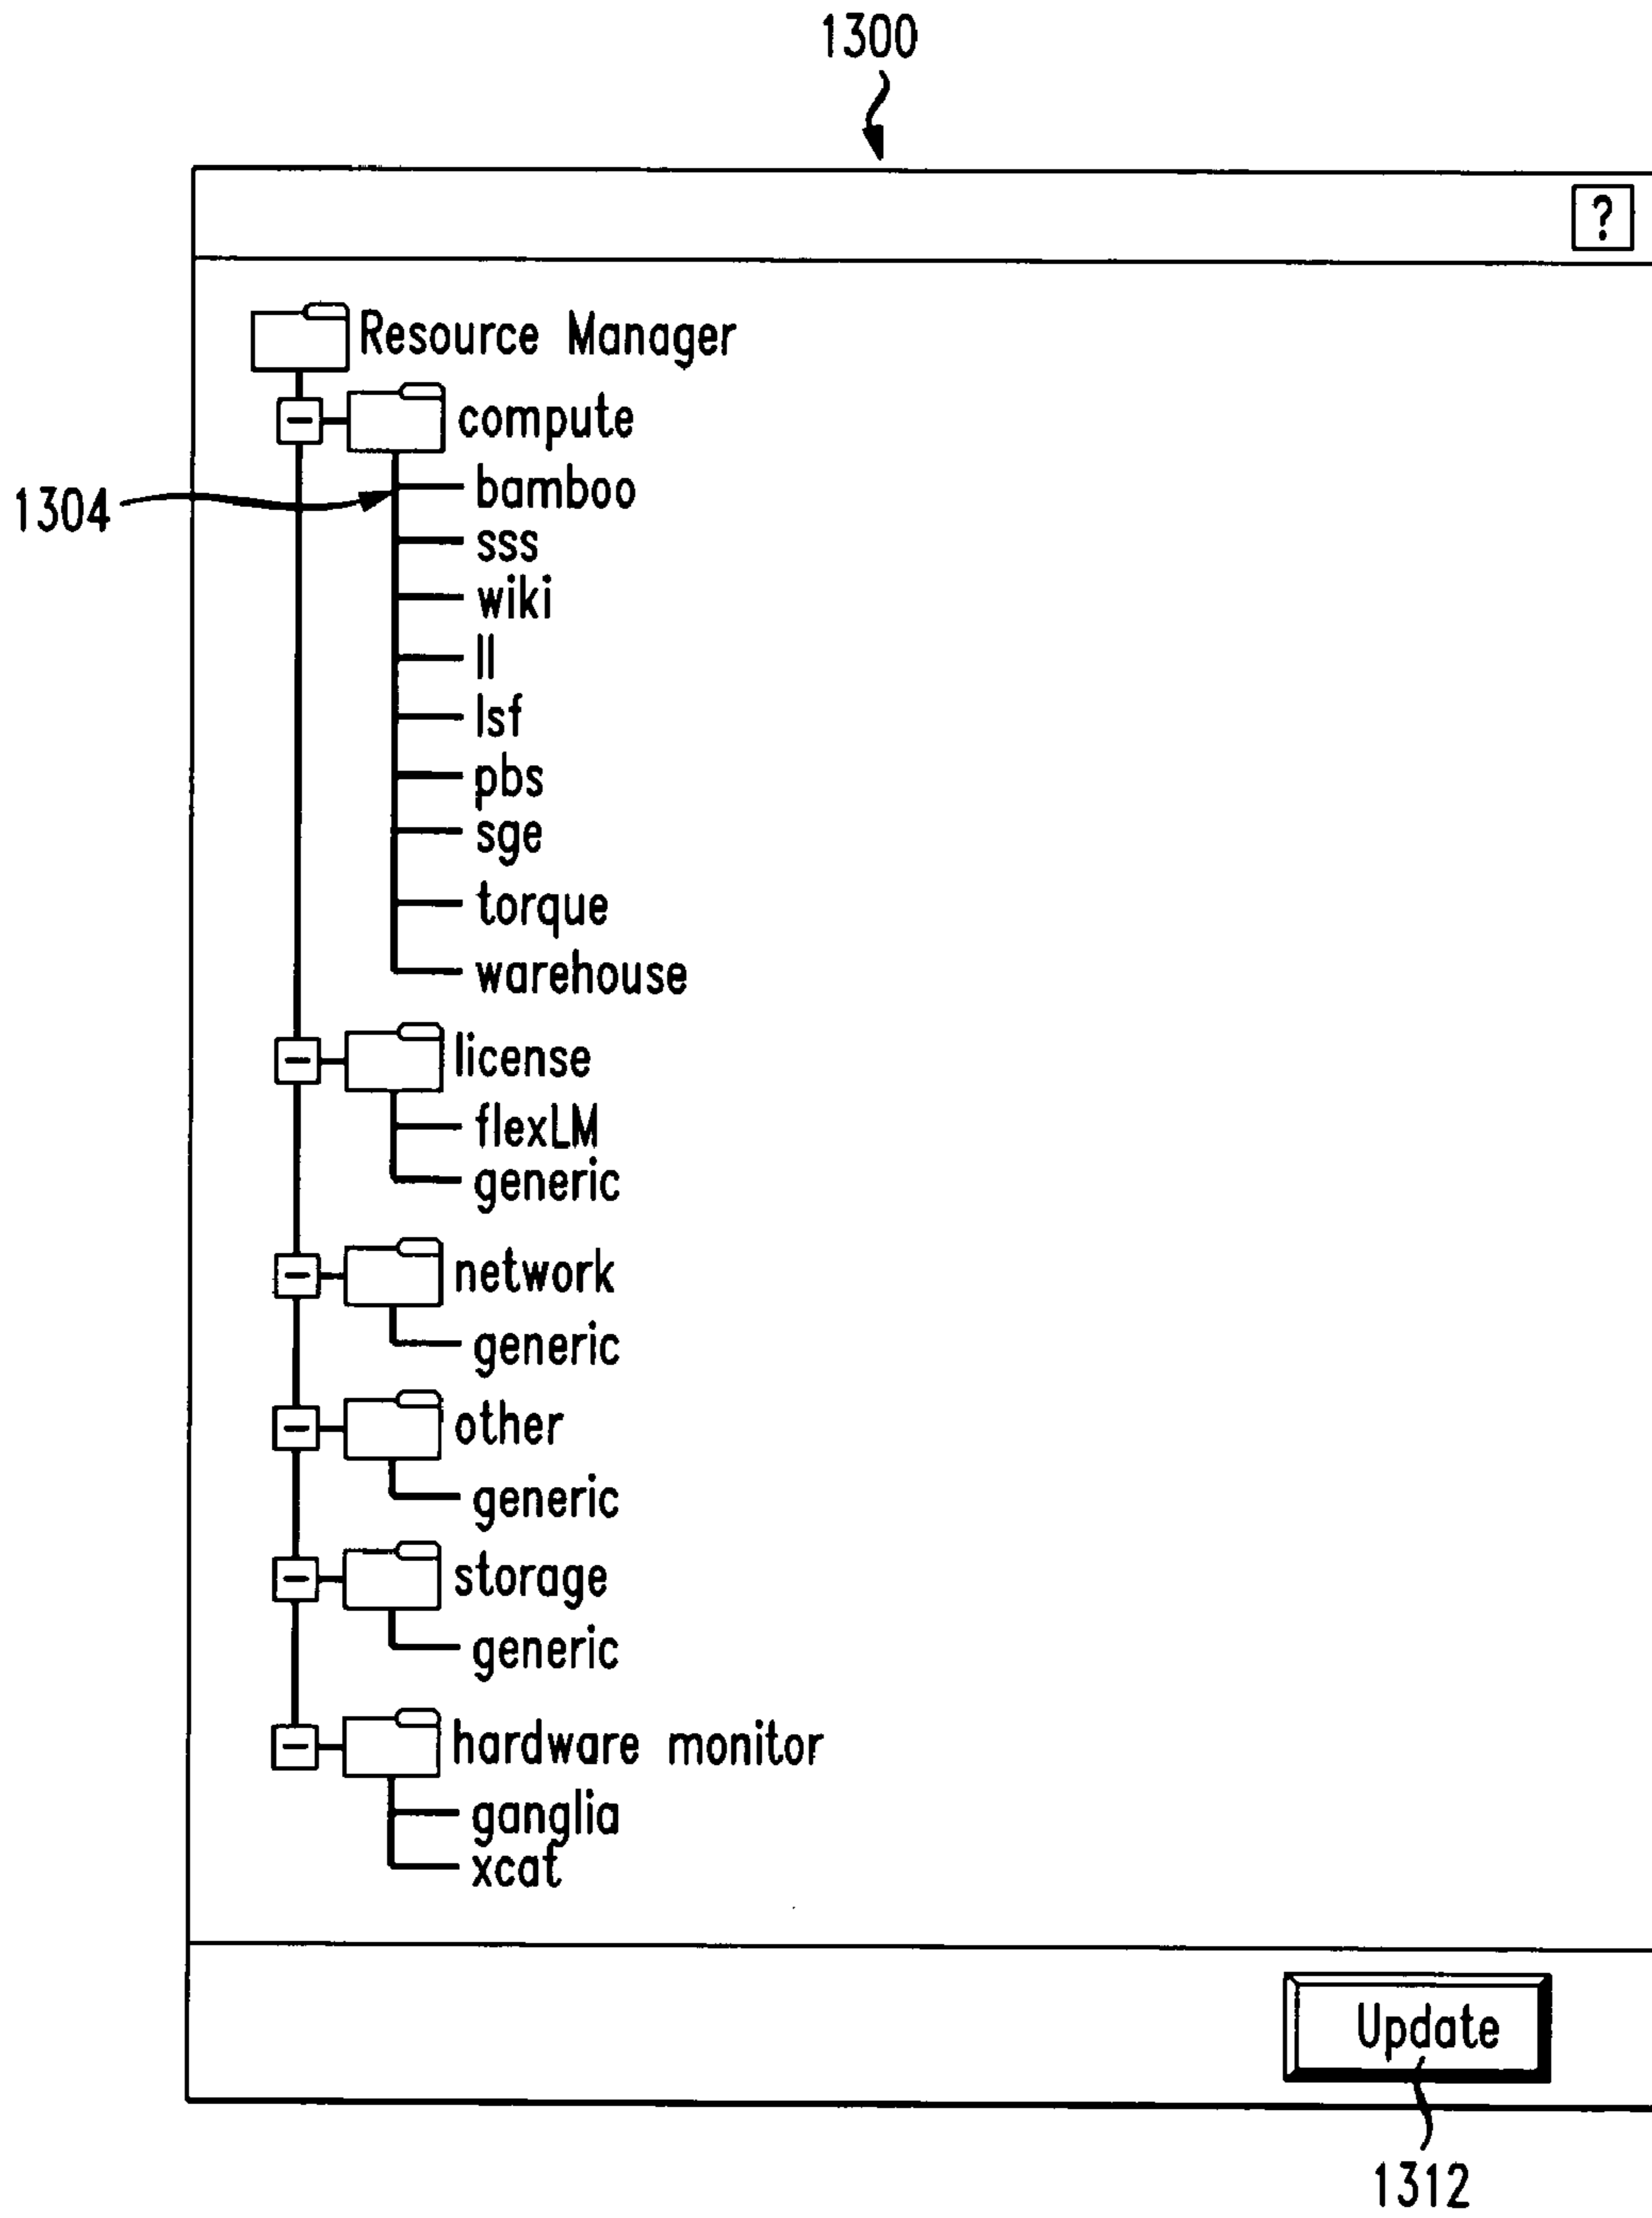 1300
?
Resource Manager
compute
1304
bamboo
sss
wiki
ll
lsf
pbs
sge
torque
warehouse
license
flexLM
generic
network
generic
other
generic
storage
generic
hardware monitor
ganglia
xcat
Update
1312